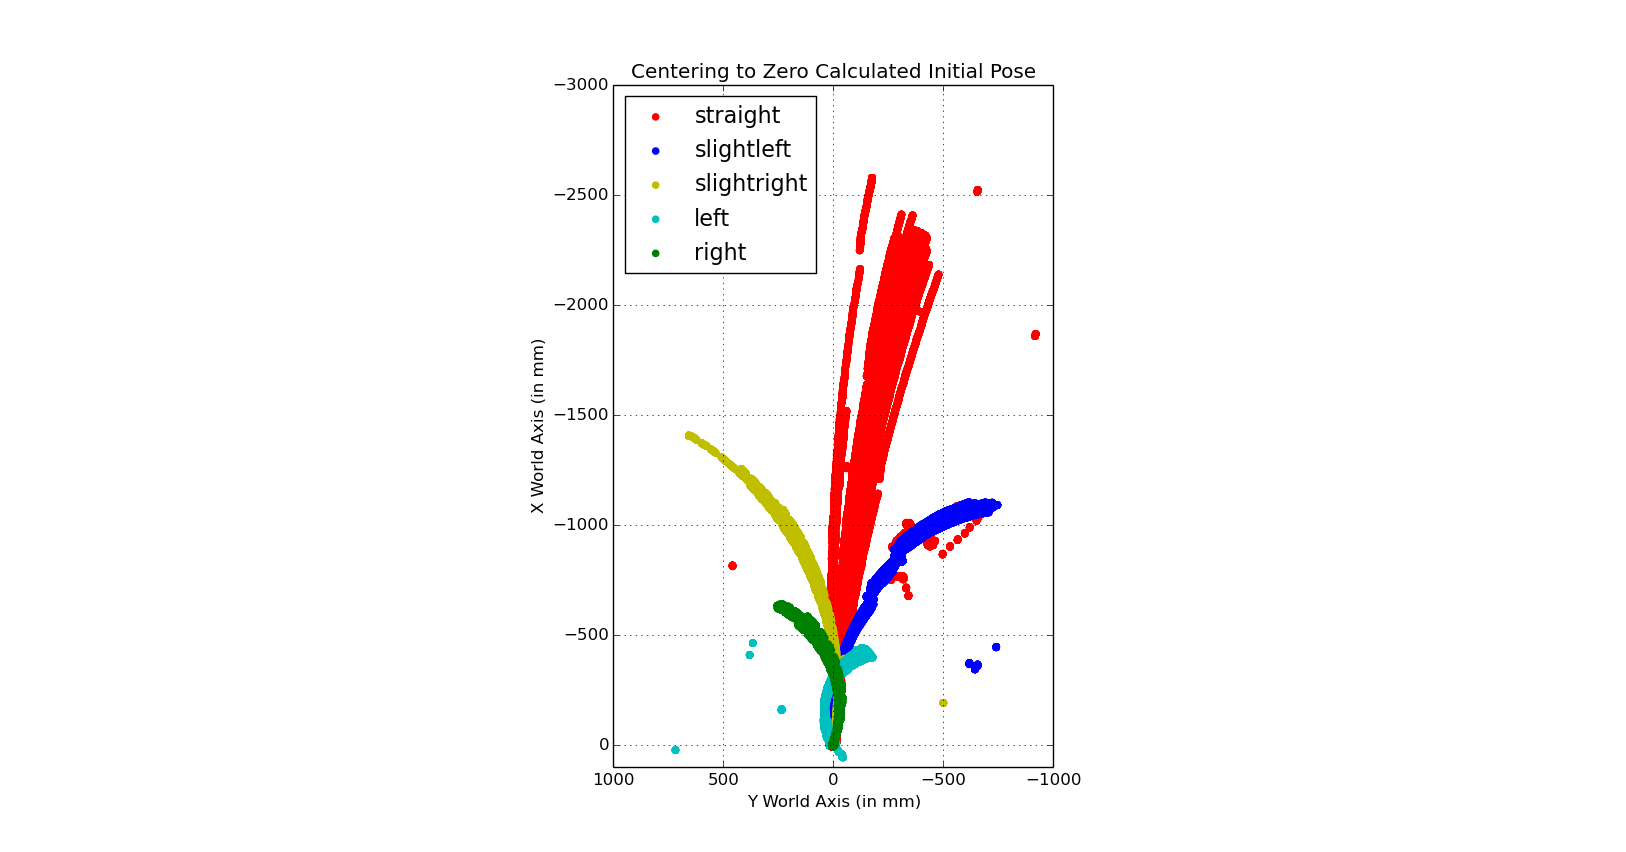 Centering to Zero Calculated Initial Pose
−3000
−2500
−2000
−1500
−1000
−500
0
straight
slightleft
slightright
left
right
X World Axis (in mm)
1000 500 0 −500 −1000
Y World Axis (in mm)